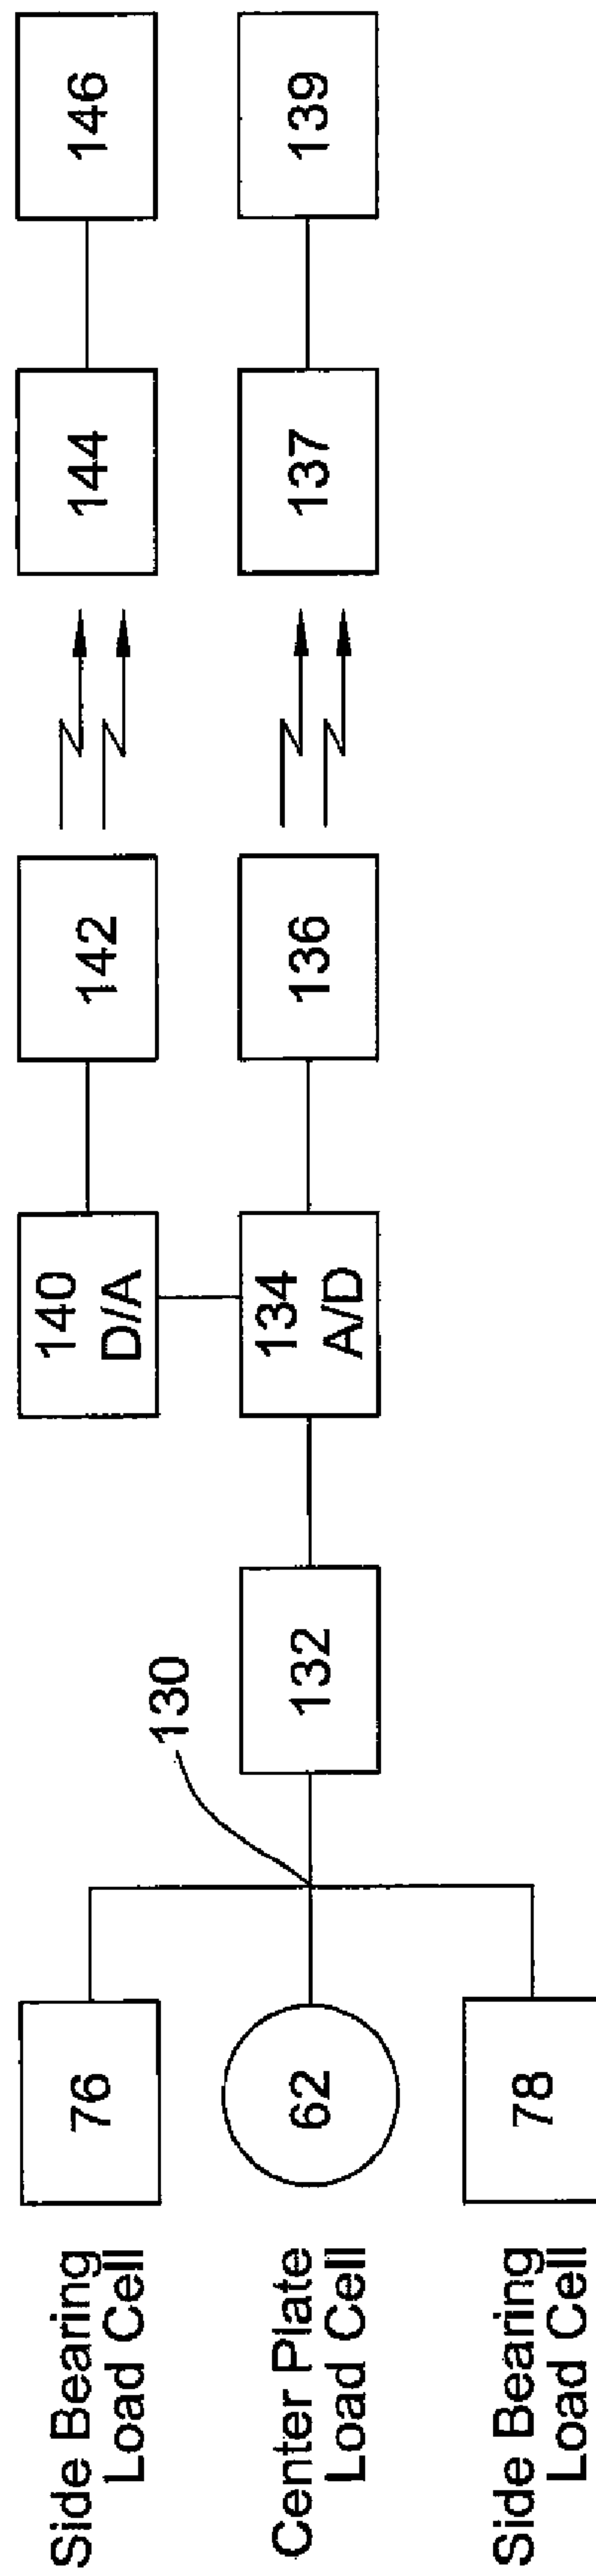 Side Bearing
Load Cell
76
Center Plate
Load Cell
62
Side Bearing
Load Cell
78
130
132
134
A/D
140
D/A
136
142
137
144
139
146